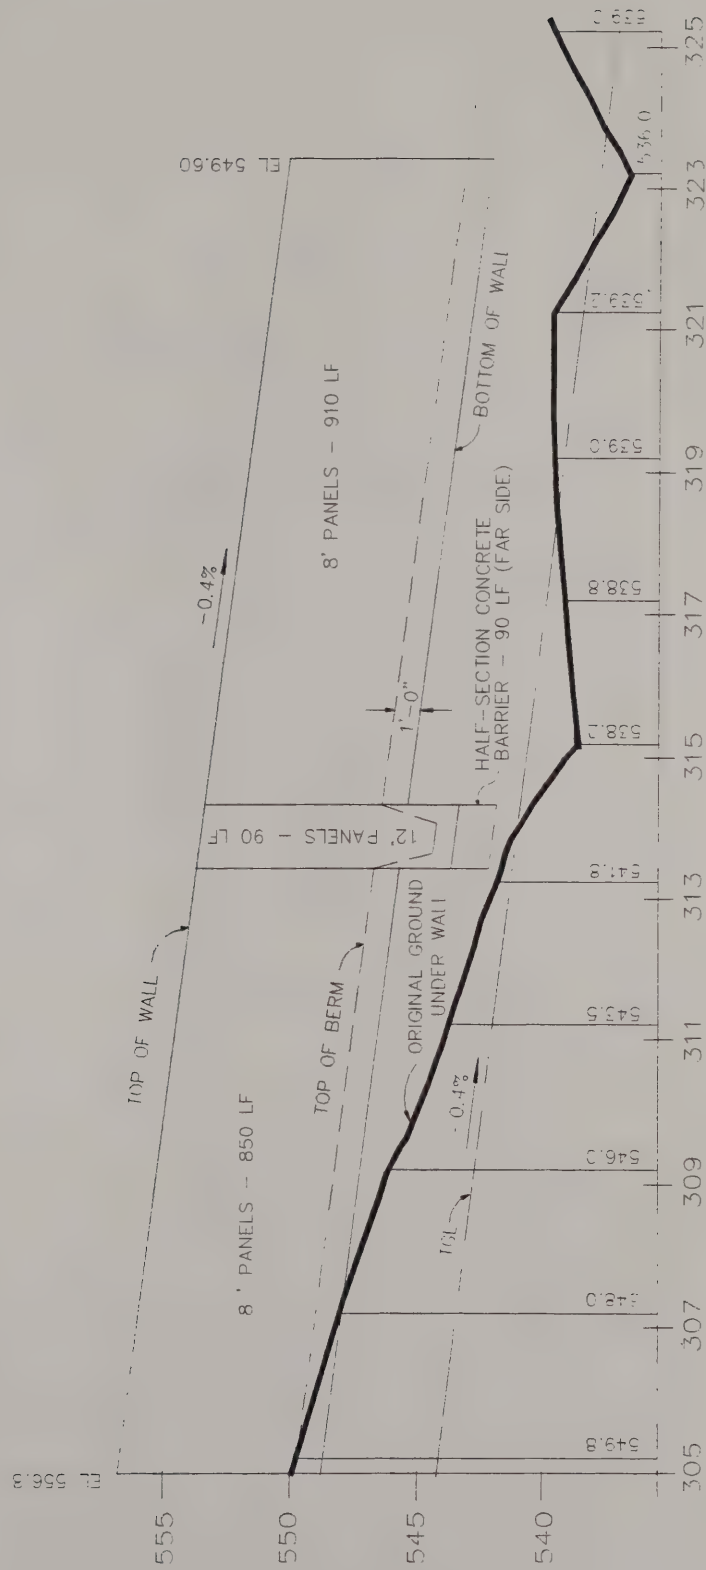 EL 556.3
TOP OF WALL
-0.4%
EL 549.60
8' PANELS - 850 LF
12' PANELS - 90 LF
8' PANELS - 910 LF
TOP OF BERM
1'-0"
BOTTOM OF WALL
ORIGINAL GROUND
UNDER WALL
HALF-SECTION CONCRETE
BARRIER - 90 LF (FAR SIDE)
TGL
-0.4%
555
550
545
540
549.8
548.0
546.0
543.5
541.8
538.8
539.0
536.0
305
307
309
311
313
315
317
319
321
323
325